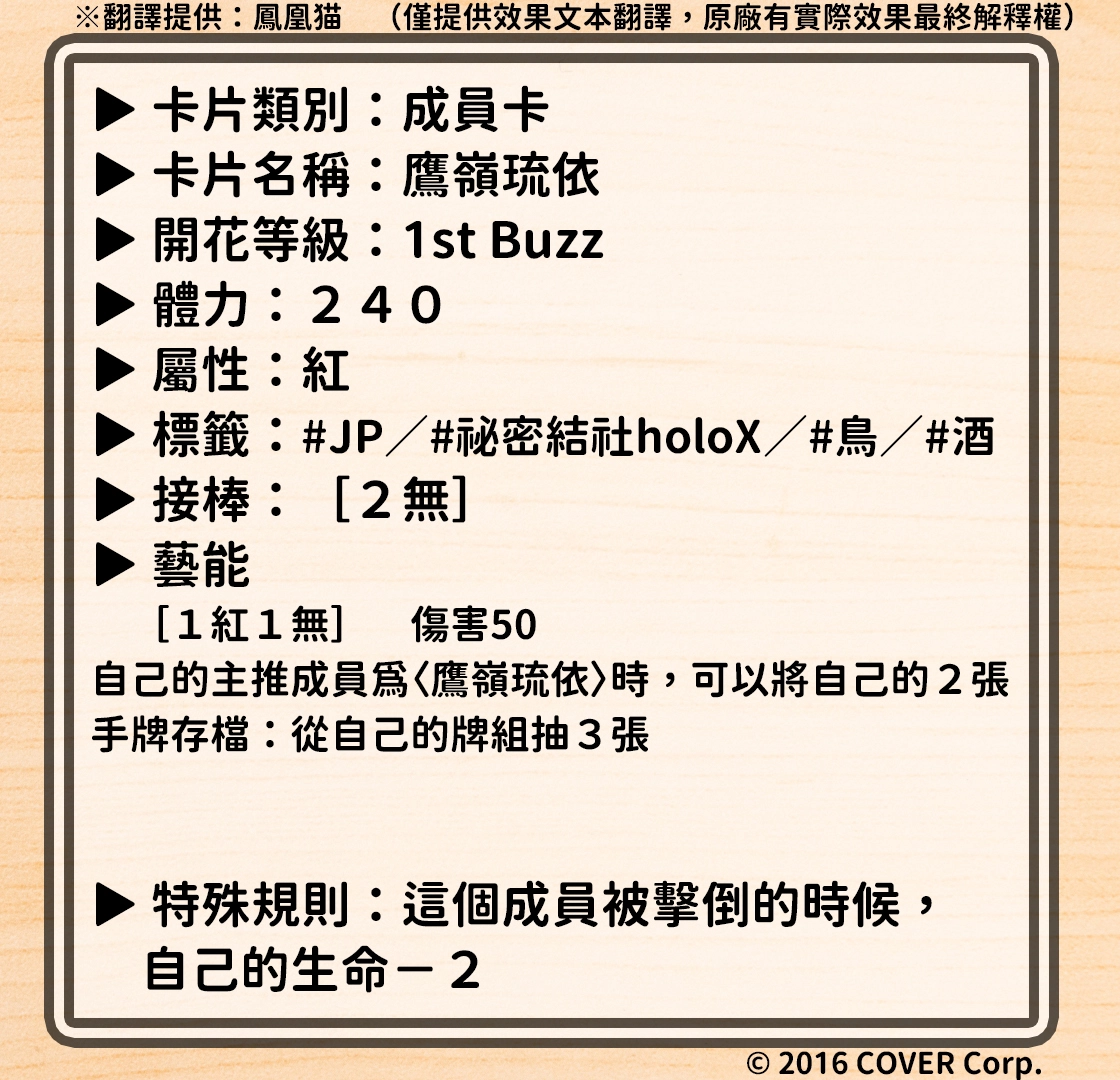 ※翻譯提供：鳳凰猫　（僅提供效果文本翻譯，原廠有實際效果最終解釋權）
▶ 卡片類別：成員卡
▶ 卡片名稱：鷹嶺琉依
▶ 開花等級：1st Buzz
▶ 體力：２４０
▶ 屬性：紅
▶ 標籤：#JP／#祕密結社holoX／#鳥／#酒
▶ 接棒：［２無］
▶ 藝能
［１紅１無］　傷害50
自己的主推成員爲〈鷹嶺琉依〉時，可以將自己的２張
手牌存檔：從自己的牌組抽３張
▶ 特殊規則：這個成員被擊倒的時候，
自己的生命－２
© 2016 COVER Corp.